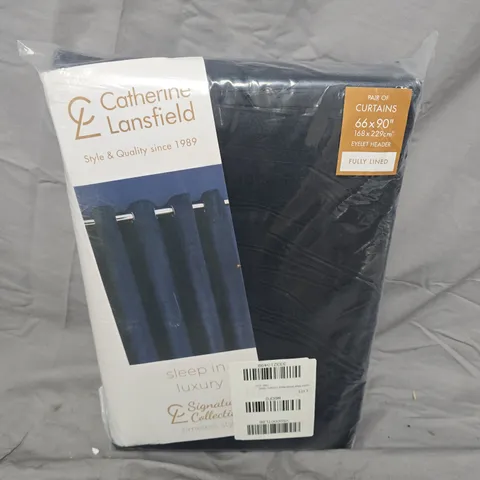 Catherine
Lansfield
Style & Quality since 1989
PAIR OF
CURTAINS
66 x 90"
168 x 229cm
EYELET HEADER
FULLY LINED
sleep in
luxury
Signatu
Collecti